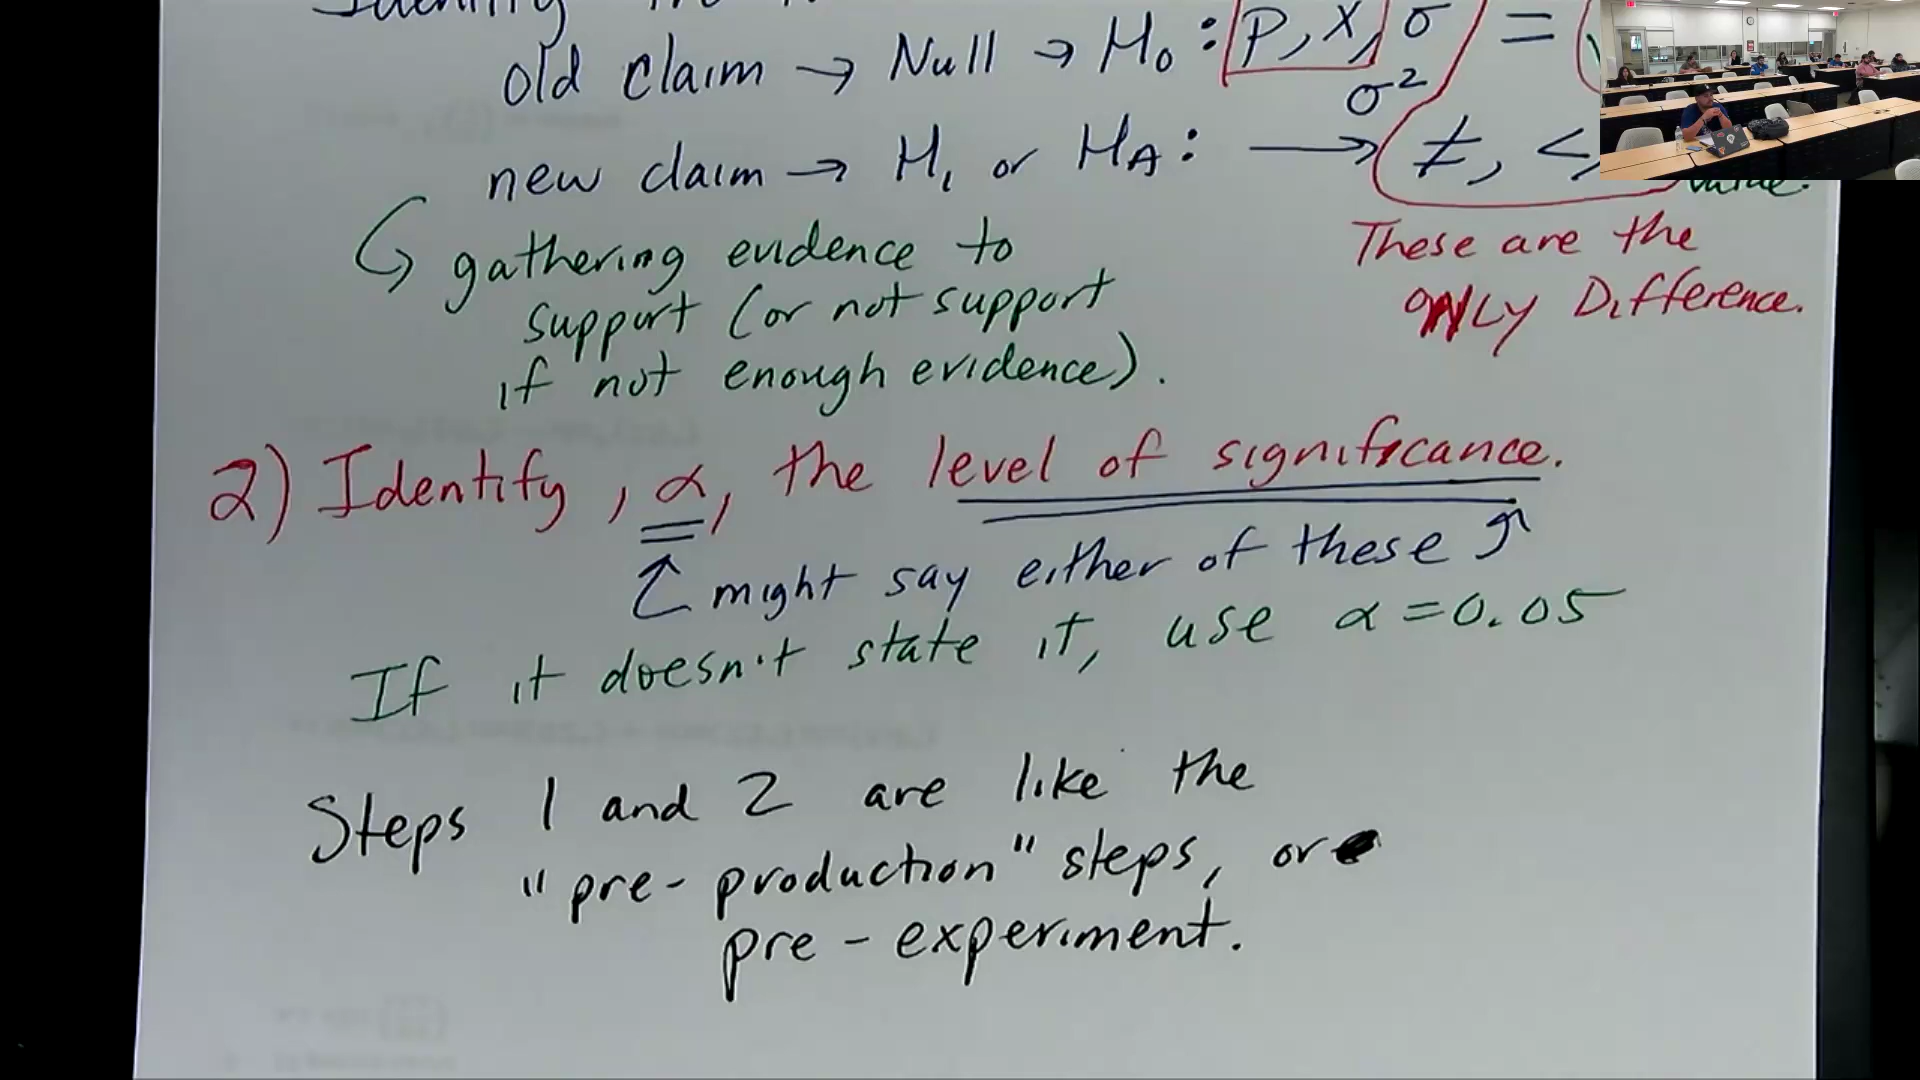 Identify the
old claim → Null → H₀ : p, x, σ =
σ²
new claim → H₁ or H_A : → ≠, <,
value.
gathering evidence to
support (or not support
if not enough evidence).
These are the
ONLY Difference.
2) Identify, α, the level of significance.
might say either of these
If it doesn't state it, use α = 0.05
Steps 1 and 2 are like the
"pre-production" steps, or
pre-experiment.